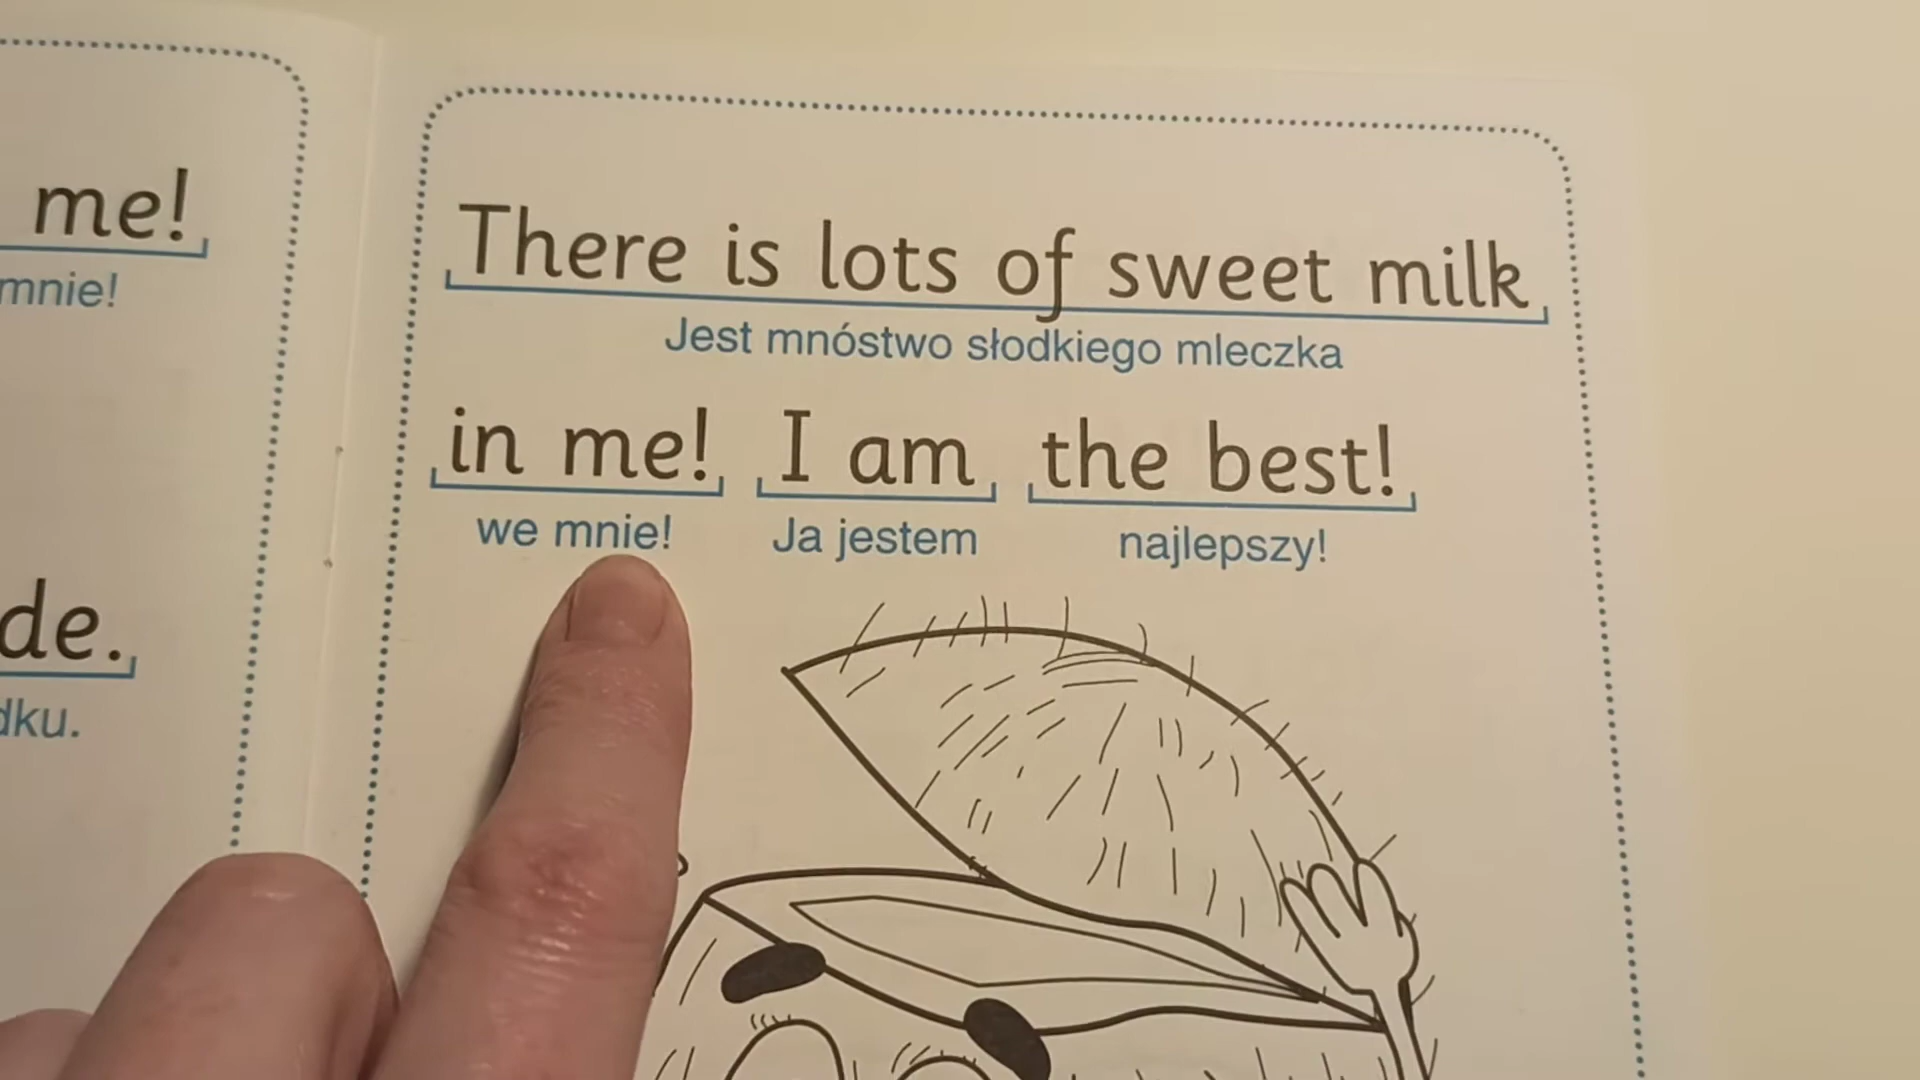 me!
mnie!
de.
dku.
There is lots of sweet milk
Jest mnóstwo słodkiego mleczka
in me! I am the best!
we mnie! Ja jestem najlepszy!